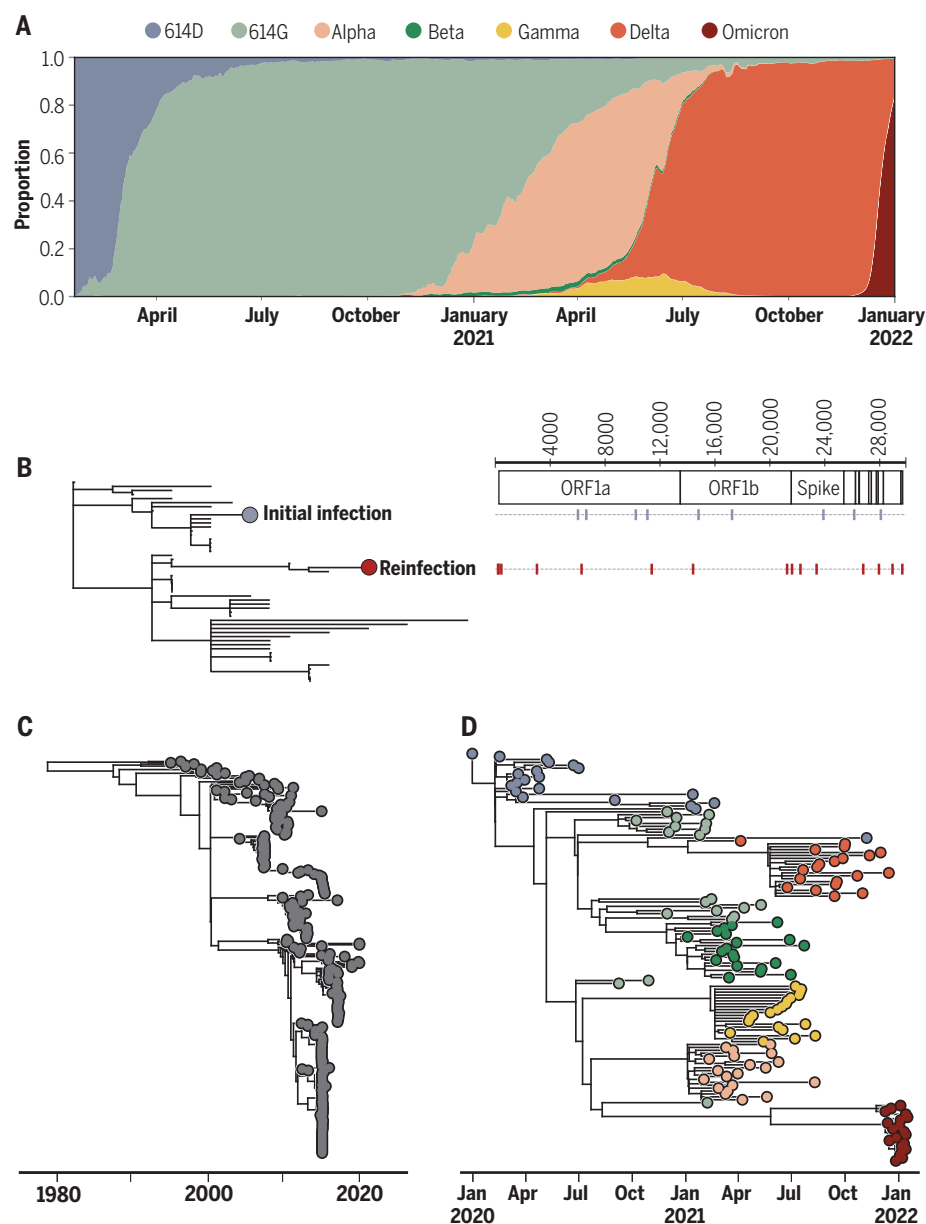 A
614D 614G Alpha Beta Gamma Delta Omicron
1.0
0.8
0.6
0.4
0.2
0.0
Proportion
April July October January April July October January
2021 2022
B
4000 8000 12,000 16,000 20,000 24,000 28,000
ORF1a ORF1b Spike
Initial infection
Reinfection
C
1980 2000 2020
D
Jan Apr Jul Oct Jan Apr Jul Oct Jan
2020 2021 2022